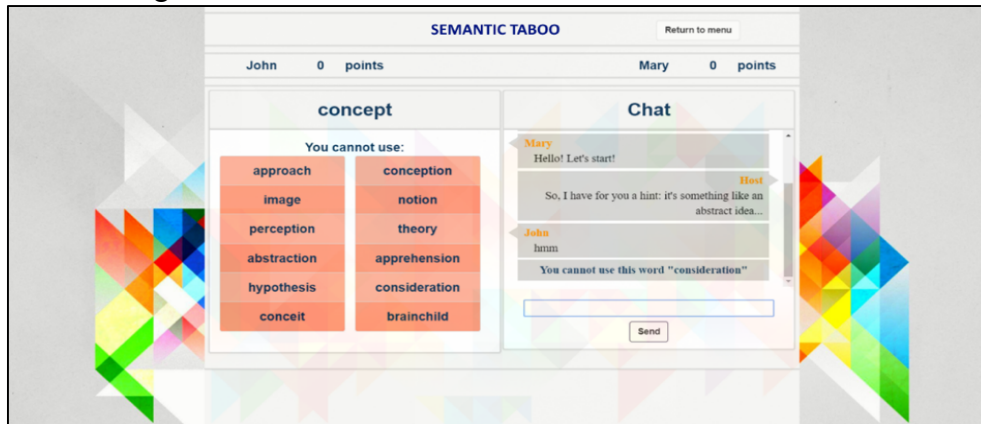 SEMANTIC TABOO
Return to menu
John 0 points
Mary 0 points
concept
You cannot use:
approach conception
image notion
perception theory
abstraction apprehension
hypothesis consideration
conceit brainchild
Chat
Mary
Hello! Let's start!
Host
So, I have for you a hint: it's something like an
abstract idea...
John
hmm
You cannot use this word "consideration"
Send